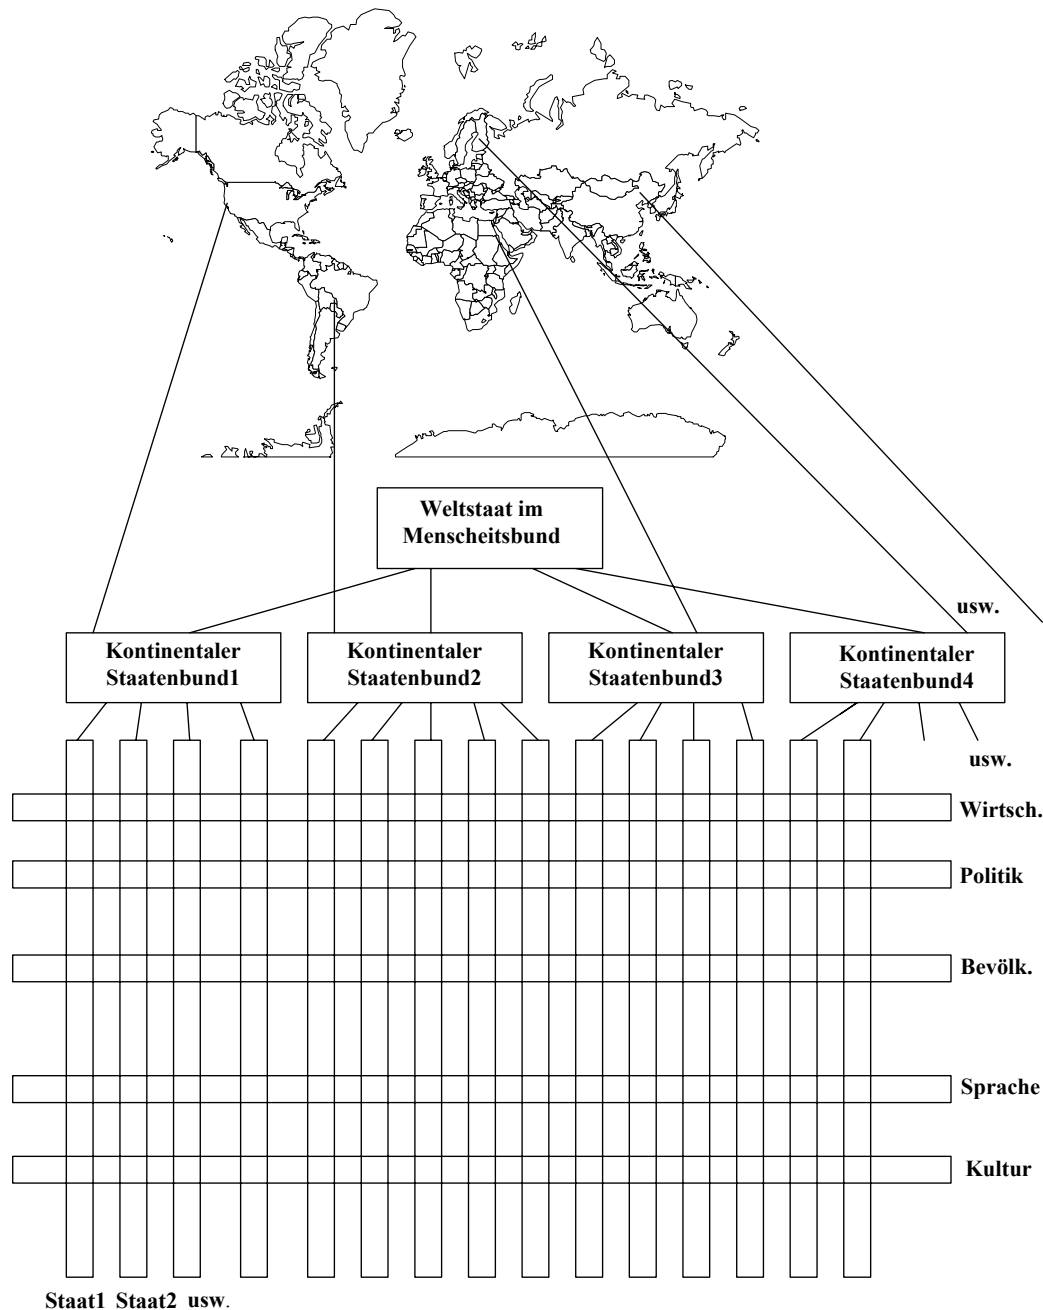 Weltstaat im
Menscheitsbund
usw.
Kontinentaler
Staatenbund1
Kontinentaler
Staatenbund2
Kontinentaler
Staatenbund3
Kontinentaler
Staatenbund4
usw.
Wirtsch.
Politik
Bevölk.
Sprache
Kultur
Staat1 Staat2 usw.